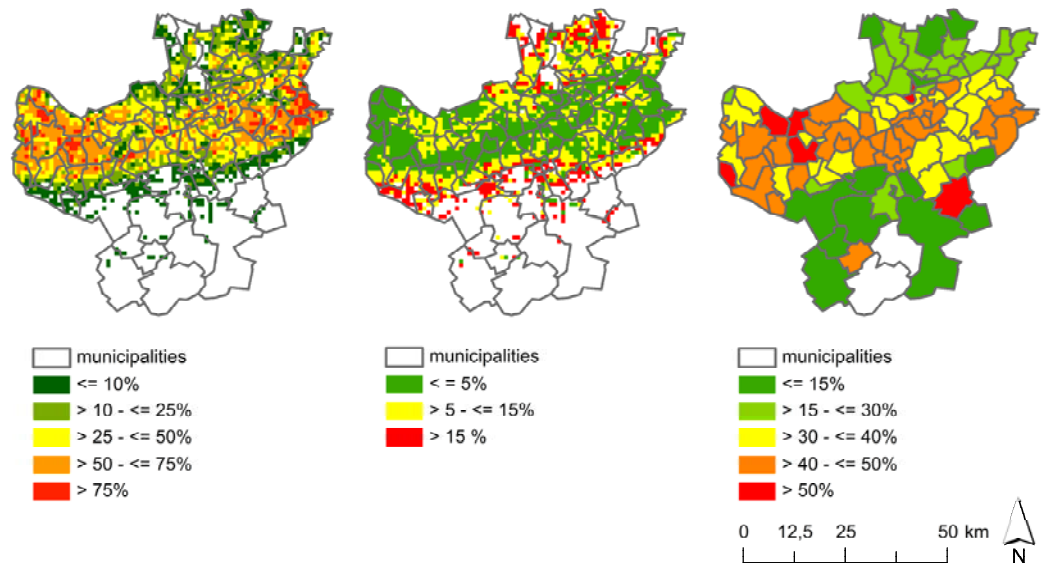 municipalities
<= 10%
> 10 - <= 25%
> 25 - <= 50%
> 50 - <= 75%
> 75%
municipalities
< = 5%
> 5 - <= 15%
> 15 %
municipalities
<= 15%
> 15 - <= 30%
> 30 - <= 40%
> 40 - <= 50%
> 50%
0 12,5 25 50 km
N